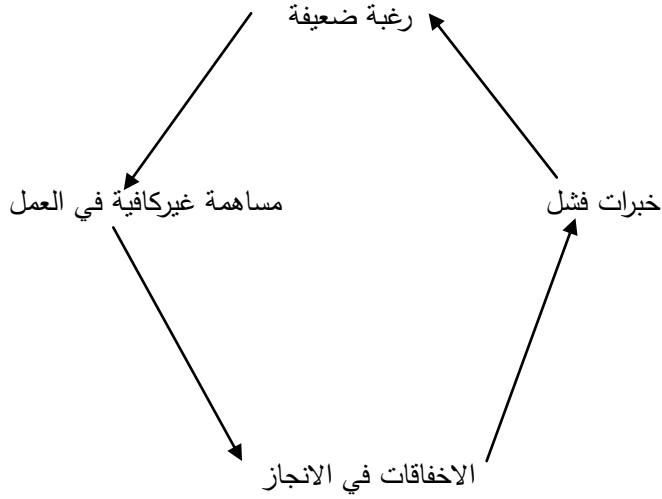 رغبة ضعيفة
خبرات فشل
مساهمة غيركافية في العمل
الاخفاقات في الانجاز